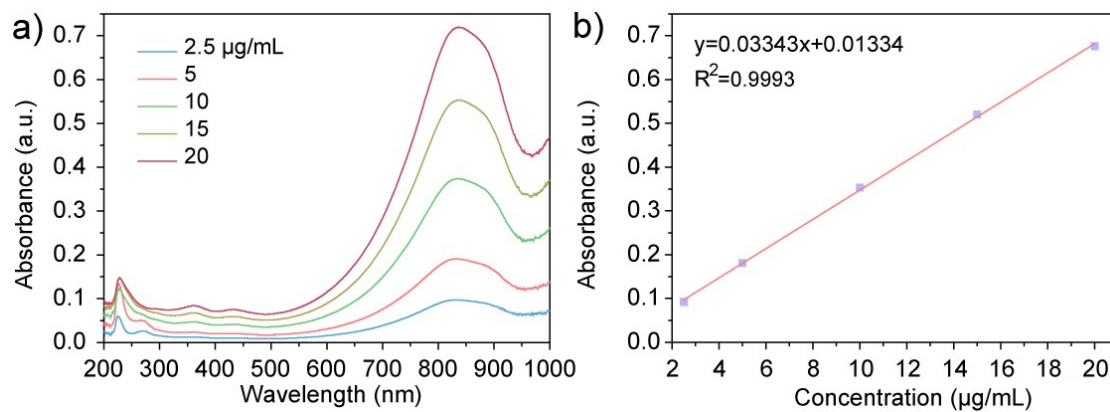 a)
2.5 µg/mL
5
10
15
20
0.7
0.6
0.5
0.4
0.3
0.2
0.1
0.0
Absorbance (a.u.)
200 300 400 500 600 700 800 900 1000
Wavelength (nm)
b)
y=0.03343x+0.01334
R²=0.9993
0.7
0.6
0.5
0.4
0.3
0.2
0.1
0.0
Absorbance (a.u.)
2 4 6 8 10 12 14 16 18 20
Concentration (µg/mL)